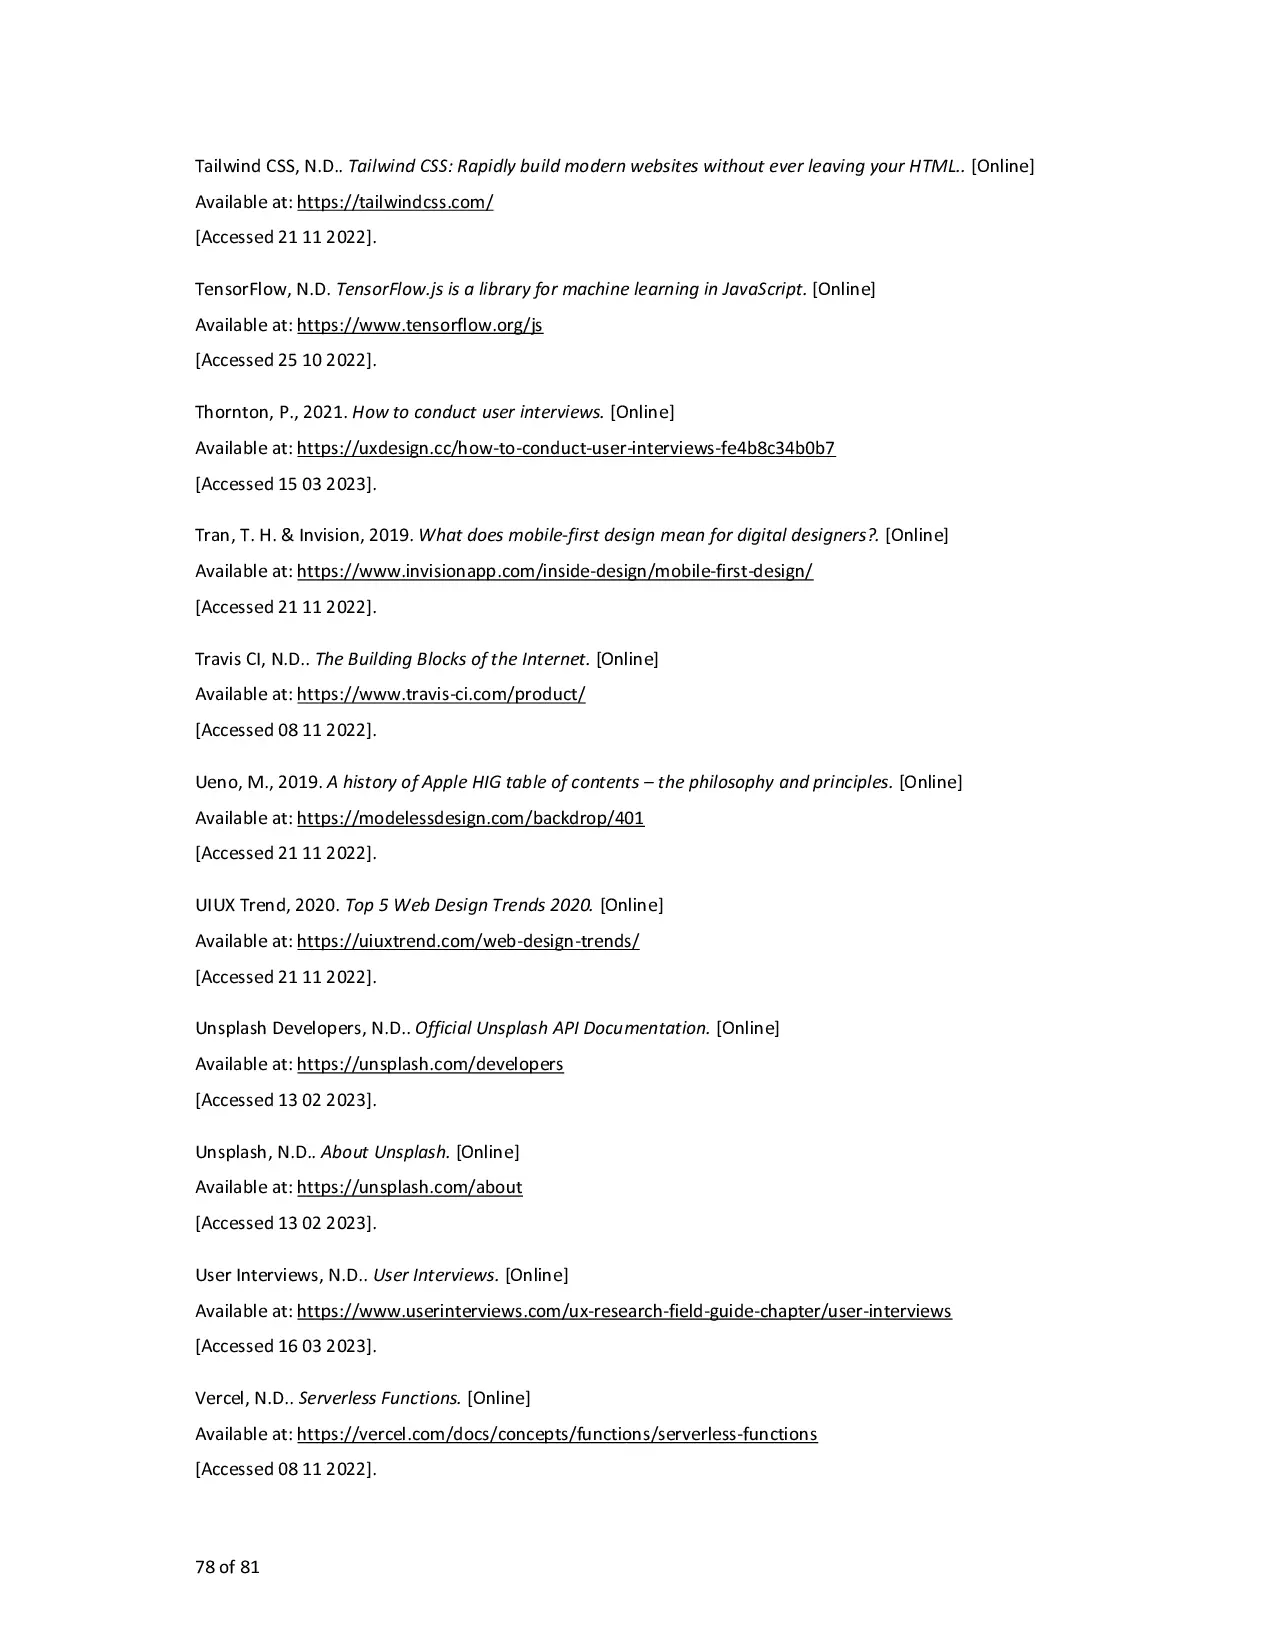 Tailwind CSS, N.D.. Tailwind CSS: Rapidly build modern websites without ever leaving your HTML.. [Online]
Available at: https://tailwindcss.com/
[Accessed 21 11 2022].
TensorFlow, N.D. TensorFlow.js is a library for machine learning in JavaScript. [Online]
Available at: https://www.tensorflow.org/js
[Accessed 25 10 2022].
Thornton, P., 2021. How to conduct user interviews. [Online]
Available at: https://uxdesign.cc/how-to-conduct-user-interviews-fe4b8c34b0b7
[Accessed 15 03 2023].
Tran, T. H. & Invision, 2019. What does mobile-first design mean for digital designers?. [Online]
Available at: https://www.invisionapp.com/inside-design/mobile-first-design/
[Accessed 21 11 2022].
Travis CI, N.D.. The Building Blocks of the Internet. [Online]
Available at: https://www.travis-ci.com/product/
[Accessed 08 11 2022].
Ueno, M., 2019. A history of Apple HIG table of contents – the philosophy and principles. [Online]
Available at: https://modelessdesign.com/backdrop/401
[Accessed 21 11 2022].
UIUX Trend, 2020. Top 5 Web Design Trends 2020. [Online]
Available at: https://uiuxtrend.com/web-design-trends/
[Accessed 21 11 2022].
Unsplash Developers, N.D.. Official Unsplash API Documentation. [Online]
Available at: https://unsplash.com/developers
[Accessed 13 02 2023].
Unsplash, N.D.. About Unsplash. [Online]
Available at: https://unsplash.com/about
[Accessed 13 02 2023].
User Interviews, N.D.. User Interviews. [Online]
Available at: https://www.userinterviews.com/ux-research-field-guide-chapter/user-interviews
[Accessed 16 03 2023].
Vercel, N.D.. Serverless Functions. [Online]
Available at: https://vercel.com/docs/concepts/functions/serverless-functions
[Accessed 08 11 2022].
78 of 81